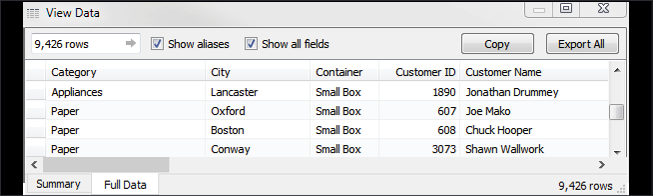 View Data
9,426 rows Show aliases Show all fields Copy Export All
Category City Container Customer ID Customer Name
Appliances Lancaster Small Box 1890 Jonathan Drummey
Paper Oxford Small Box 607 Joe Mako
Paper Boston Small Box 608 Chuck Hooper
Paper Conway Small Box 3073 Shawn Wallwork
Summary Full Data 9,426 rows